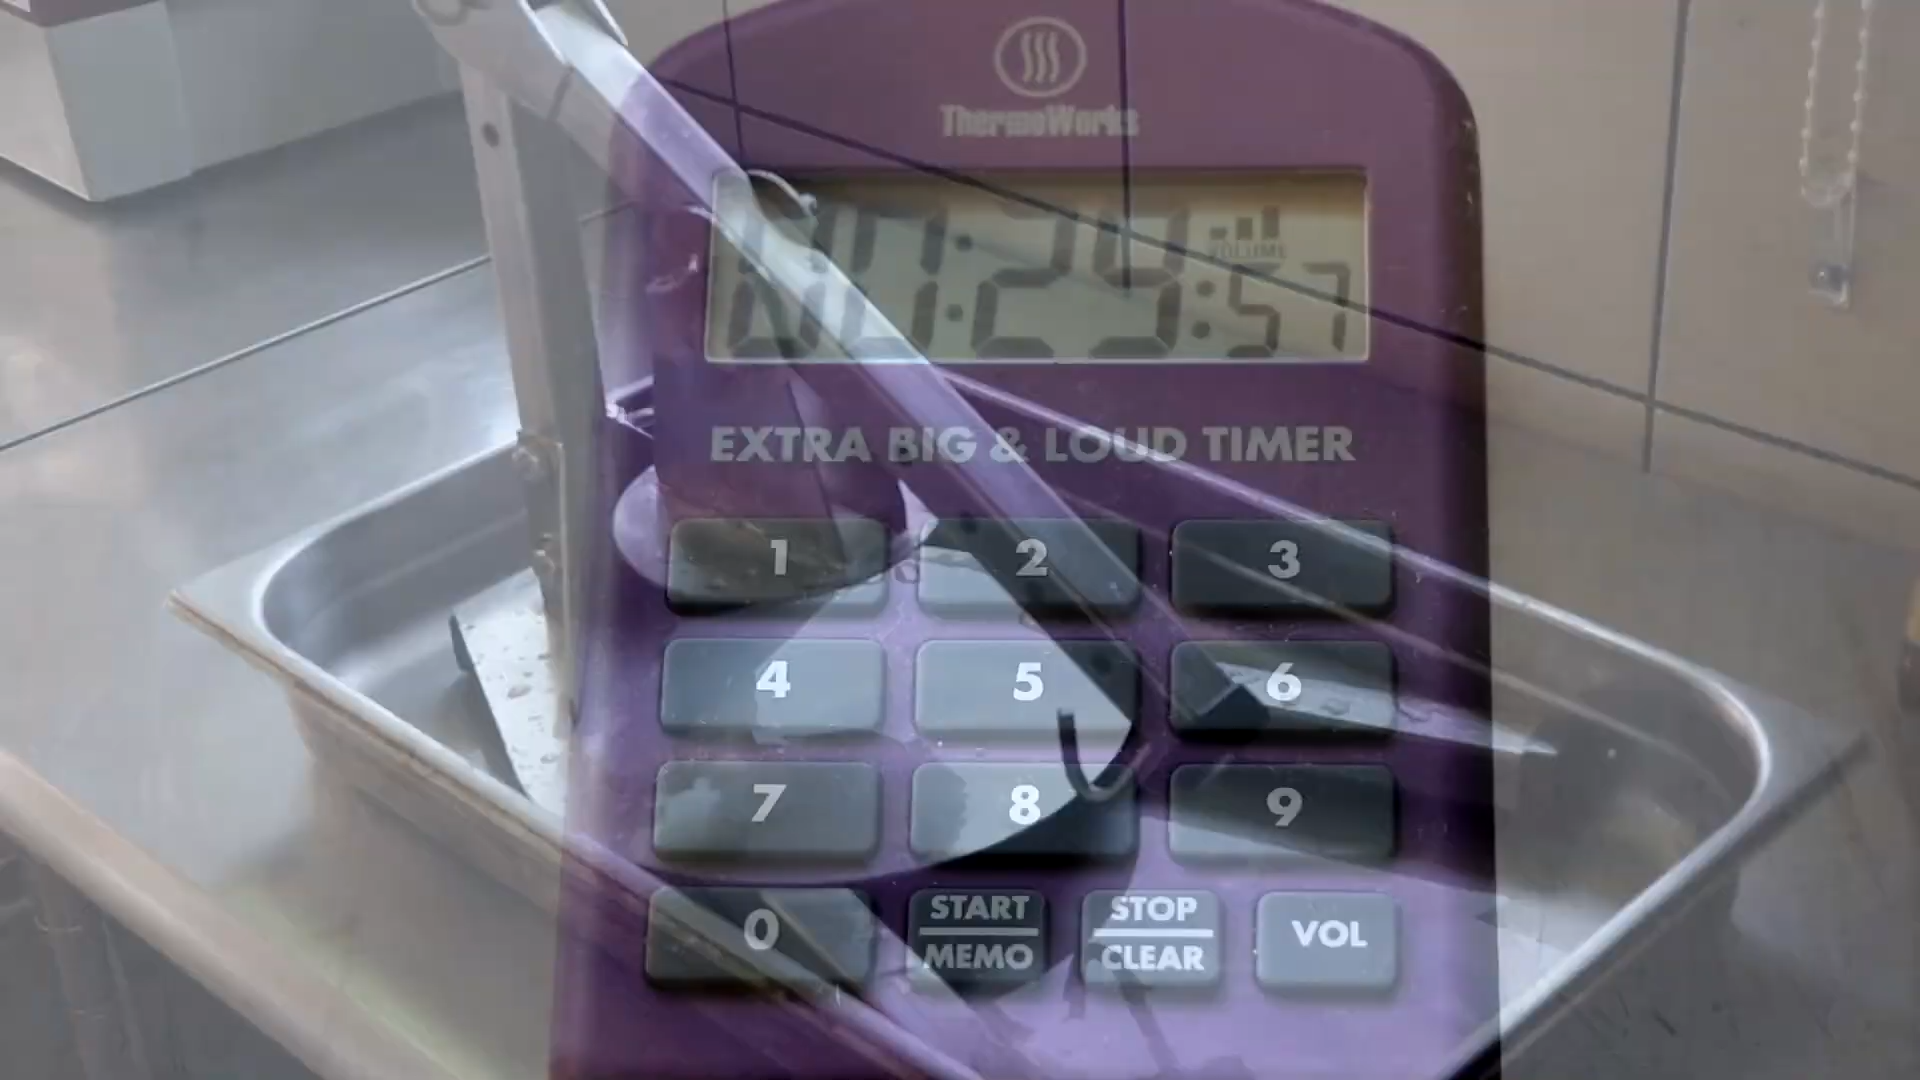 ThermoWorks
VOLUME
00:29:57
EXTRA BIG & LOUD TIMER
1 2 3
4 5 6
7 8 9
0 START MEMO STOP CLEAR VOL